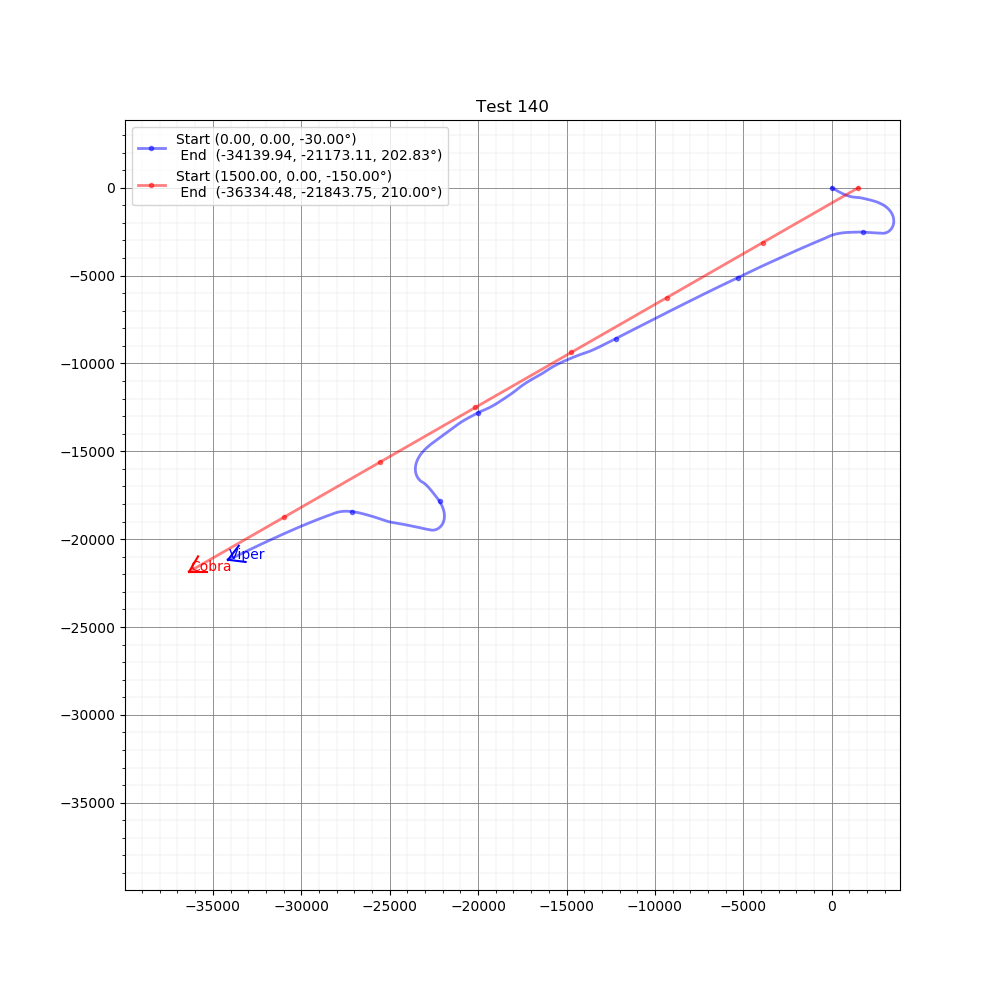 Test 140
Start (0.00, 0.00, -30.00°)
End  (-34139.94, -21173.11, 202.83°)
Start (1500.00, 0.00, -150.00°)
End  (-36334.48, -21843.75, 210.00°)
0
−5000
−10000
−15000
−20000
−25000
−30000
−35000
Viper
Cobra
−35000 −30000 −25000 −20000 −15000 −10000 −5000 0